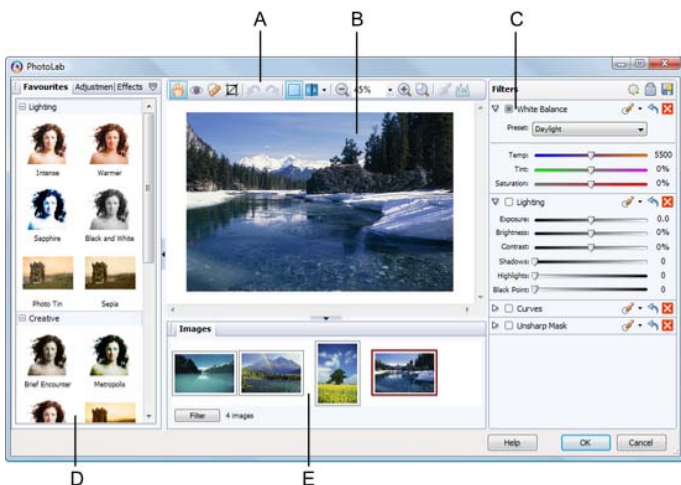 A B C
PhotoLab
Favourites Adjustmen Effects
Lighting
Intense Warmer
Sapphire Black and White
Photo Tin Sepia
Creative
Brief Encounter Metropolis
45%
Images
Filter 4 images
Filters
White Balance
Preset: Daylight
Temp: 5500
Tint: 0%
Saturation: 0%
Lighting
Exposure: 0.0
Brightness: 0%
Contrast: 0%
Shadows: 0
Highlights: 0
Black Point: 0
Curves
Unsharp Mask
Help OK Cancel
D E